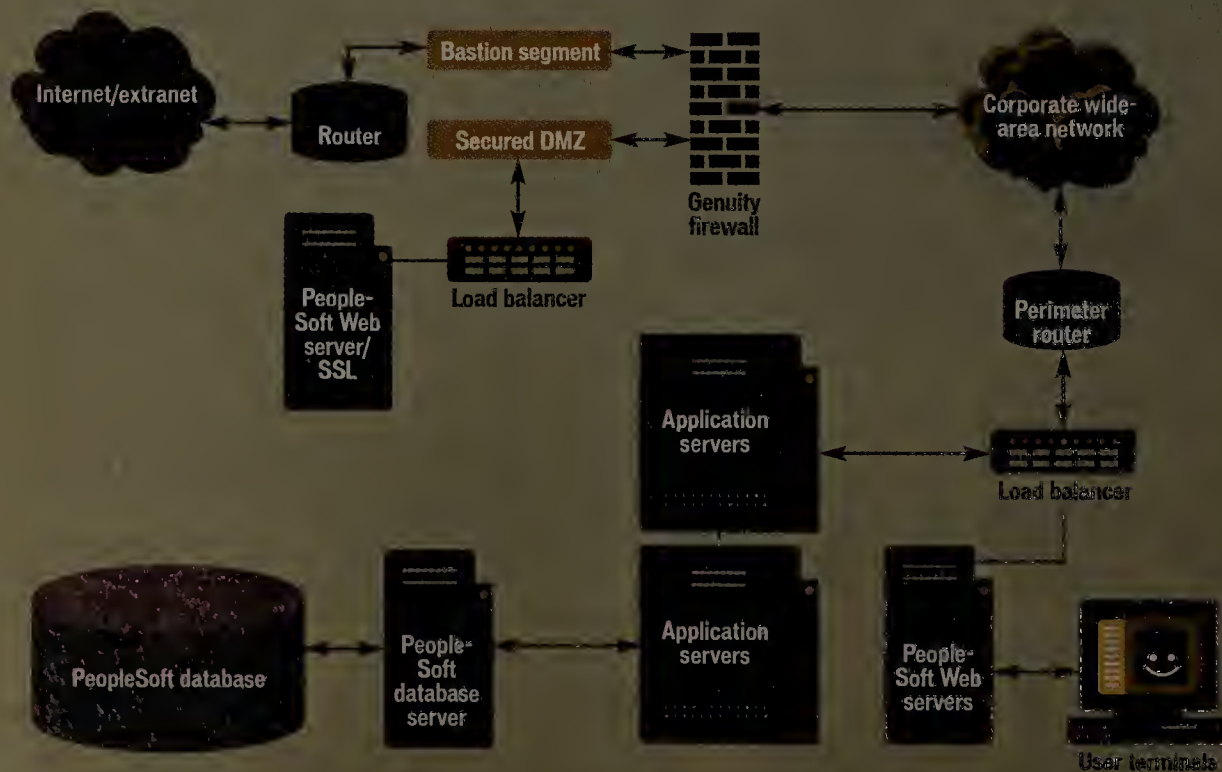 Internet/extranet
Router
Bastion segment
Secured DMZ
Genuity
firewall
Corporate wide-
area network
People-
Soft Web
server/
SSL
Load balancer
Perimeter
router
Application
servers
Load balancer
PeopleSoft database
People-
Soft
database
server
Application
servers
People-
Soft Web
servers
User terminals